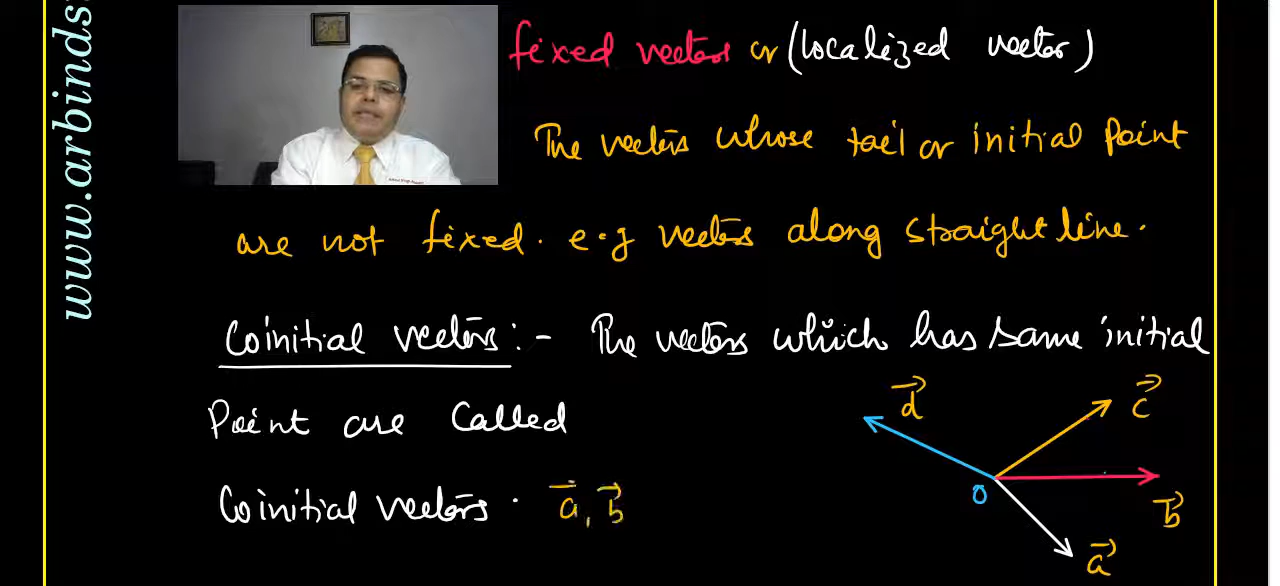 www.arbinds
fixed vectors or (localized vector)
The vectors whose tail or initial point
are not fixed. e.g vectors along straight line.
Coinitial vectors :- The vectors which has same initial
Point are called
Coinitial vectors. a⃗, b⃗
d⃗
c⃗
O
b⃗
a⃗